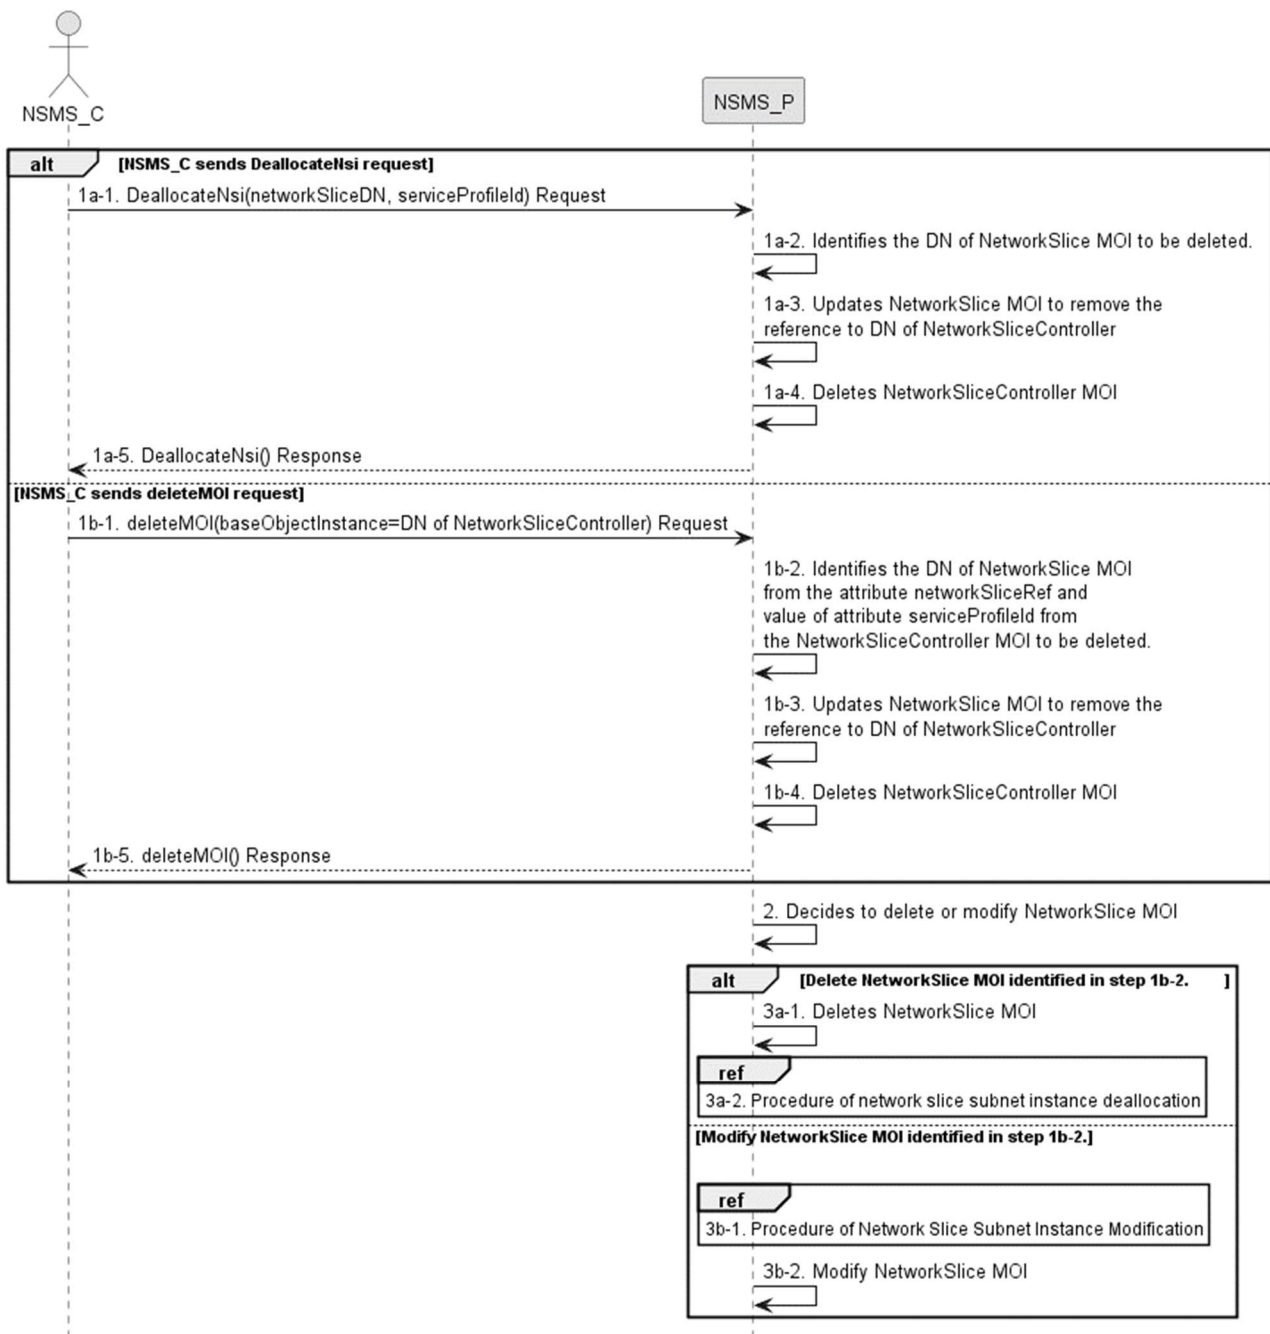 NSMS_C
NSMS_P
alt
[NSMS_C sends DeallocateNsi request]
1a-1. DeallocateNsi(networkSliceDN, serviceProfileId) Request
1a-2. Identifies the DN of NetworkSlice MOI to be deleted.
1a-3. Updates NetworkSlice MOI to remove the
reference to DN of NetworkSliceController
1a-4. Deletes NetworkSliceController MOI
1a-5. DeallocateNsi() Response
[NSMS_C sends deleteMOI request]
1b-1. deleteMOI(baseObjectInstance=DN of NetworkSliceController) Request
1b-2. Identifies the DN of NetworkSlice MOI
from the attribute networkSliceRef and
value of attribute serviceProfileId from
the NetworkSliceController MOI to be deleted.
1b-3. Updates NetworkSlice MOI to remove the
reference to DN of NetworkSliceController
1b-4. Deletes NetworkSliceController MOI
1b-5. deleteMOI() Response
2. Decides to delete or modify NetworkSlice MOI
alt
[Delete NetworkSlice MOI identified in step 1b-2. ]
3a-1. Deletes NetworkSlice MOI
ref
3a-2. Procedure of network slice subnet instance deallocation
[Modify NetworkSlice MOI identified in step 1b-2.]
ref
3b-1. Procedure of Network Slice Subnet Instance Modification
3b-2. Modify NetworkSlice MOI